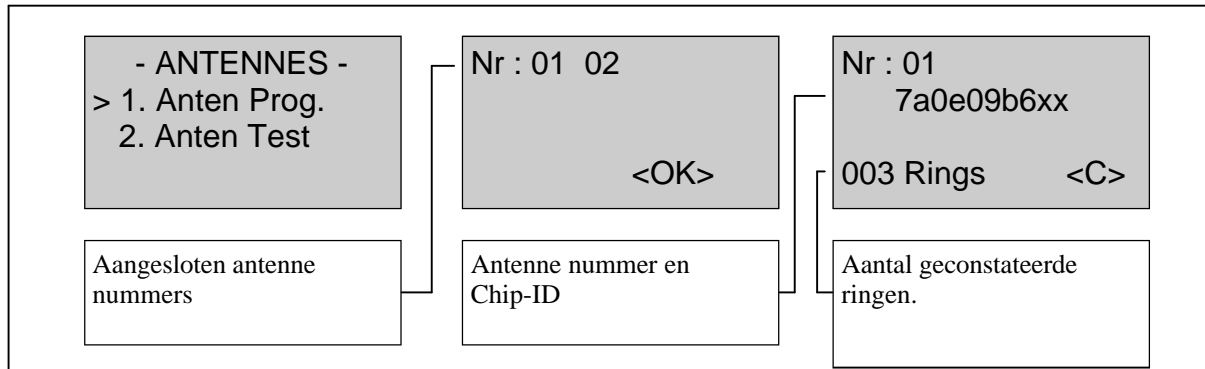 - ANTENNES -
> 1. Anten Prog.
2. Anten Test
Nr : 01 02
<OK>
Nr : 01
7a0e09b6xx
003 Rings <C>
Aangesloten antenne
nummers
Antenne nummer en
Chip-ID
Aantal geconstateerde
ringen.